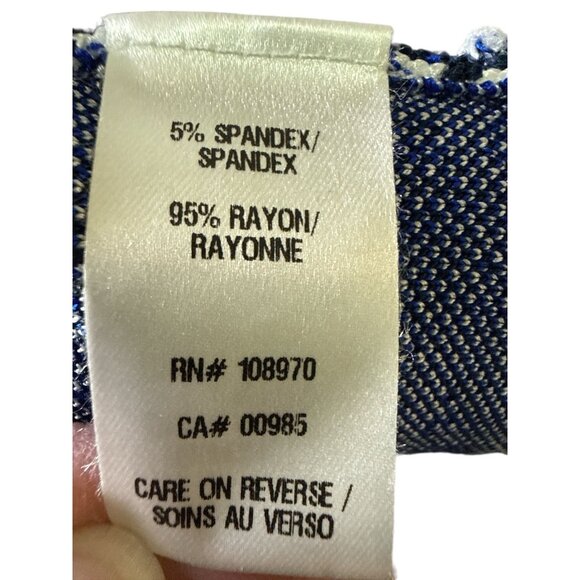 5% SPANDEX/
SPANDEX
95% RAYON/
RAYONNE
RN# 108970
CA# 00985
CARE ON REVERSE /
SOINS AU VERSO